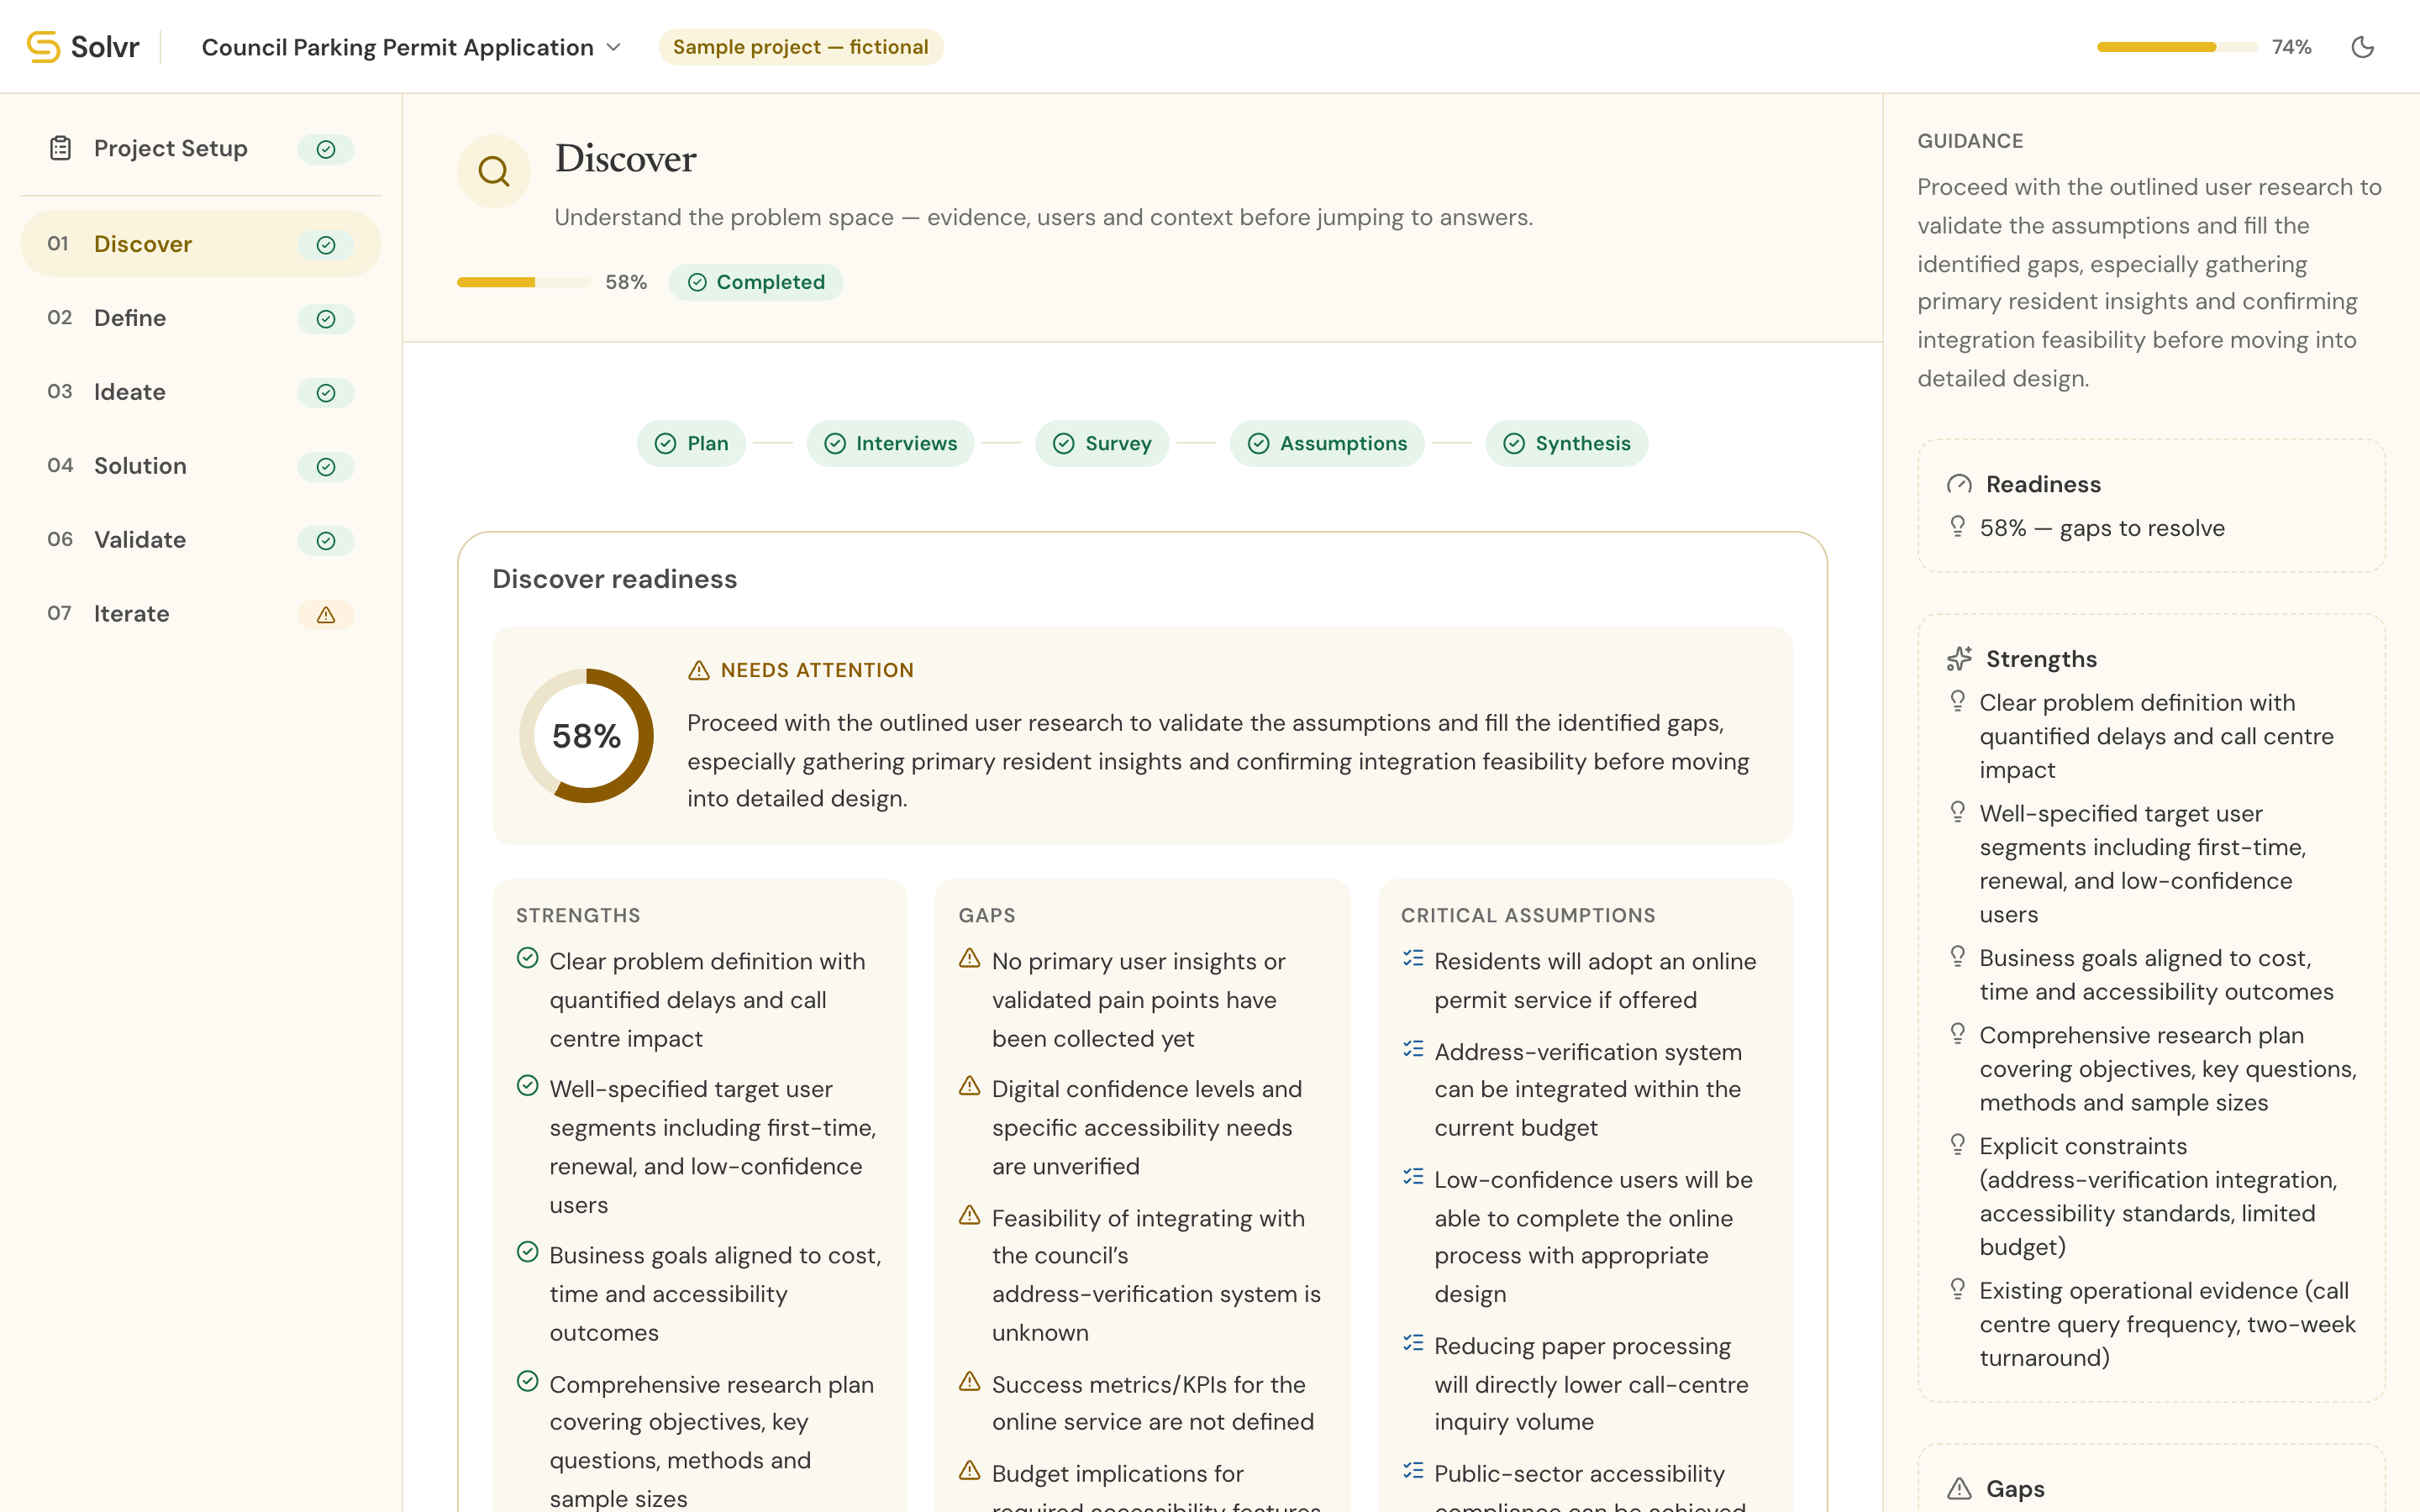 Solvr
Council Parking Permit Application
Sample project — fictional
74%
Project Setup
01 Discover
02 Define
03 Ideate
04 Solution
06 Validate
07 Iterate
Discover
Understand the problem space — evidence, users and context before jumping to answers.
58%
Completed
Plan
Interviews
Survey
Assumptions
Synthesis
Discover readiness
58%
NEEDS ATTENTION
Proceed with the outlined user research to validate the assumptions and fill the identified gaps,
especially gathering primary resident insights and confirming integration feasibility before moving
into detailed design.
STRENGTHS
Clear problem definition with
quantified delays and call
centre impact
Well-specified target user
segments including first-time,
renewal, and low-confidence
users
Business goals aligned to cost,
time and accessibility
outcomes
Comprehensive research plan
covering objectives, key
questions, methods and
sample sizes
GAPS
No primary user insights or
validated pain points have
been collected yet
Digital confidence levels and
specific accessibility needs
are unverified
Feasibility of integrating with
the council’s
address-verification system is
unknown
Success metrics/KPIs for the
online service are not defined
Budget implications for
required accessibility features
CRITICAL ASSUMPTIONS
Residents will adopt an online
permit service if offered
Address-verification system
can be integrated within the
current budget
Low-confidence users will be
able to complete the online
process with appropriate
design
Reducing paper processing
will directly lower call-centre
inquiry volume
Public-sector accessibility
compliance can be achieved
GUIDANCE
Proceed with the outlined user research to
validate the assumptions and fill the
identified gaps, especially gathering
primary resident insights and confirming
integration feasibility before moving into
detailed design.
Readiness
58% — gaps to resolve
Strengths
Clear problem definition with
quantified delays and call centre
impact
Well-specified target user
segments including first-time,
renewal, and low-confidence
users
Business goals aligned to cost,
time and accessibility outcomes
Comprehensive research plan
covering objectives, key questions,
methods and sample sizes
Explicit constraints
(address-verification integration,
accessibility standards, limited
budget)
Existing operational evidence (call
centre query frequency, two-week
turnaround)
Gaps